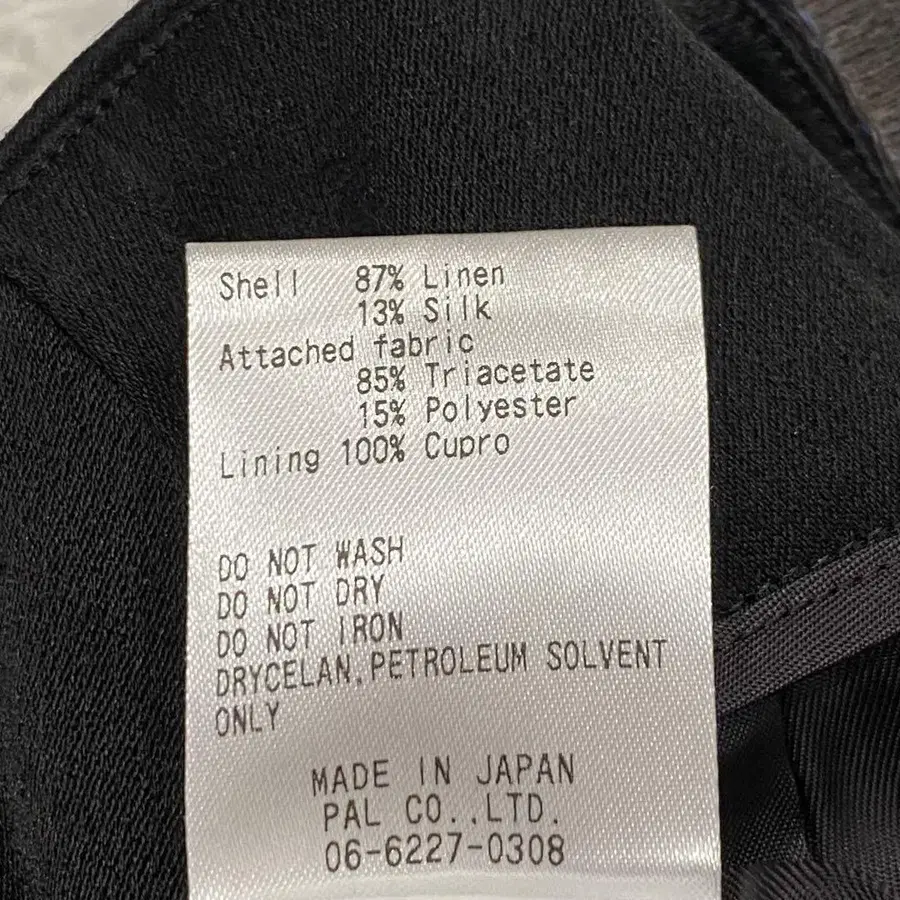 Shell 87% Linen
13% Silk
Attached fabric
85% Triacetate
15% Polyester
Lining 100% Cupro
DO NOT WASH
DO NOT DRY
DO NOT IRON
DRYCELAN,PETROLEUM SOLVENT
ONLY
MADE IN JAPAN
PAL CO.,LTD.
06-6227-0308